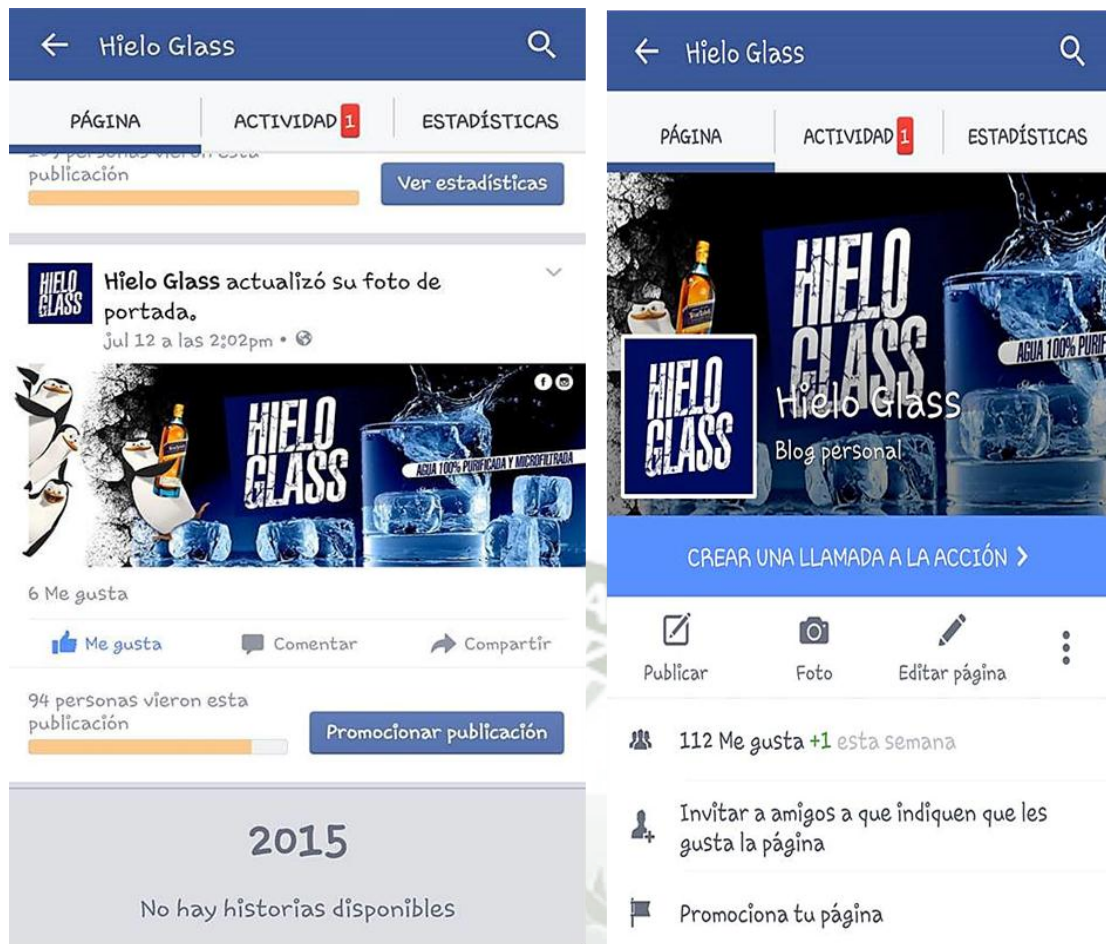 Hielo Glass
PÁGINA
ACTIVIDAD 1
ESTADÍSTICAS
personas vieron esta
publicación
Ver estadísticas
HIELO
GLASS
Hielo Glass actualizó su foto de
portada.
jul 12 a las 2:02pm •
HIELO
GLASS
AGUA 100% PURIFICADA Y MICROFILTRADA
6 Me gusta
Me gusta
Comentar
Compartir
94 personas vieron esta
publicación
Promocionar publicación
2015
No hay historias disponibles
Hielo Glass
PÁGINA
ACTIVIDAD 1
ESTADÍSTICAS
HIELO
GLASS
AGUA 100% PURIF
HIELO
GLASS
Hielo Glass
Blog personal
CREAR UNA LLAMADA A LA ACCIÓN >
Publicar
Foto
Editar página
112 Me gusta +1 esta semana
Invitar a amigos a que indiquen que les
gusta la página
Promociona tu página